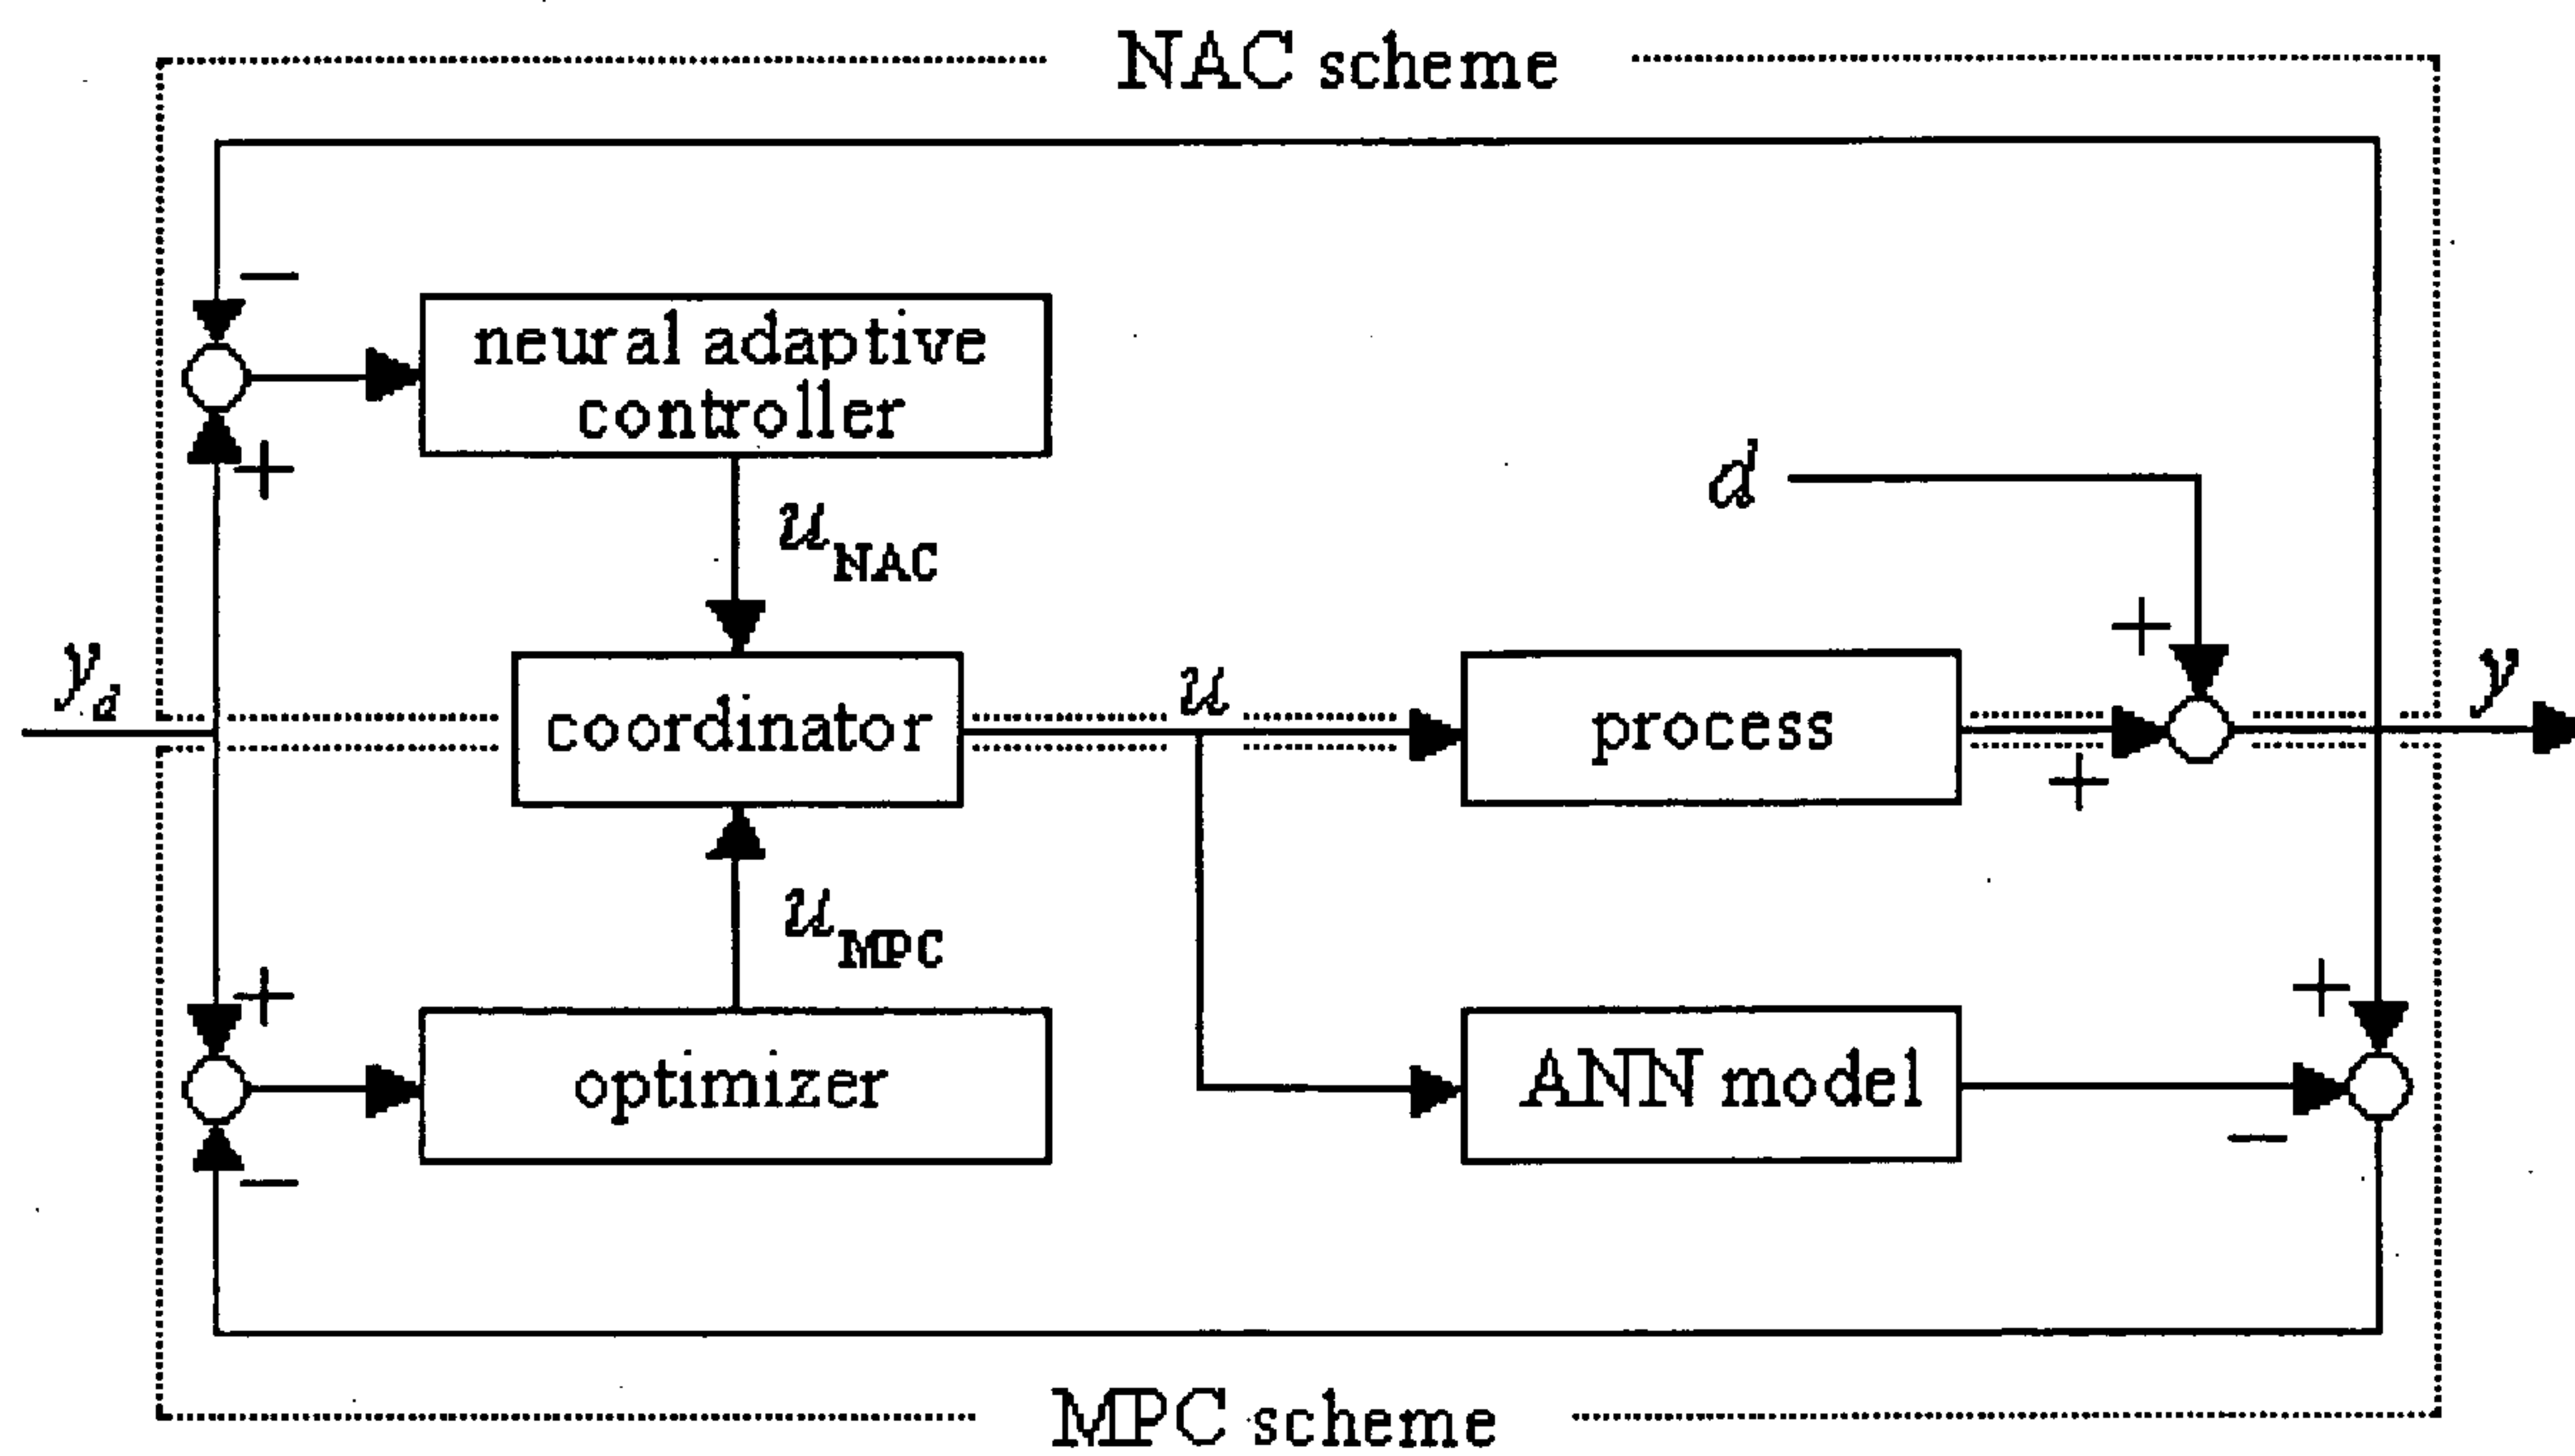 NAC scheme
−
neural adaptive
controller
+
u_NAC
d
+
y_d
coordinator
u
process
y
+
u_MPC
+
+
optimizer
ANN model
−
−
MPC scheme